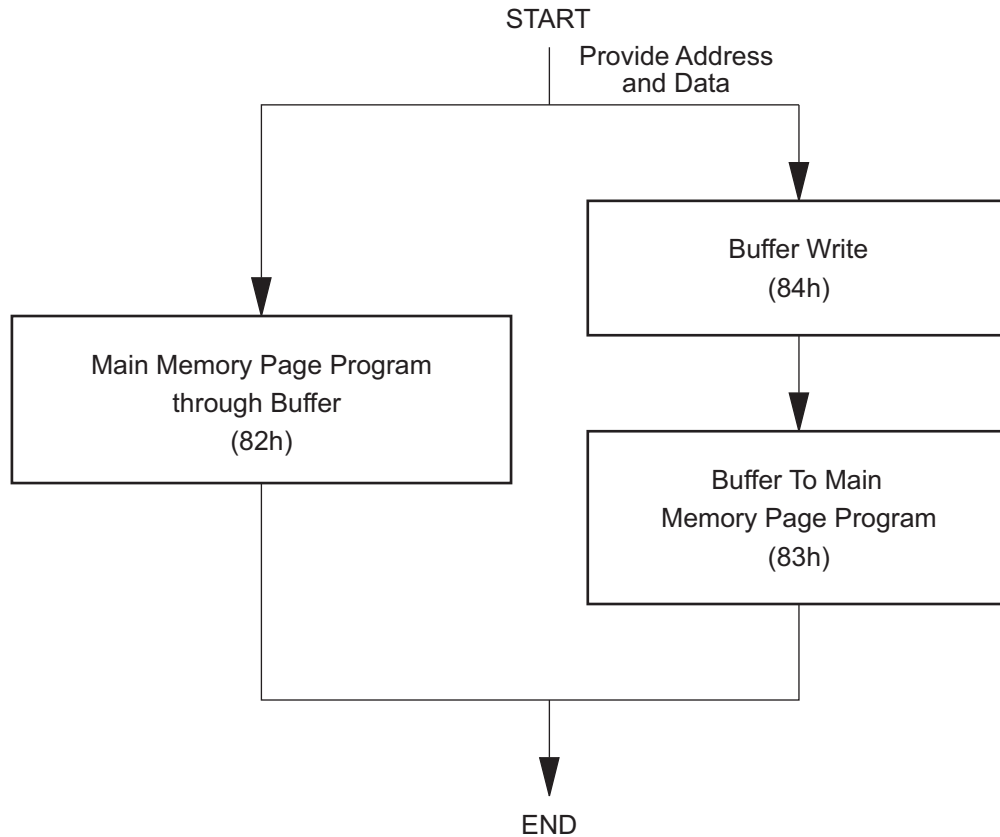 START
Provide Address
and Data
Buffer Write
(84h)
Main Memory Page Program
through Buffer
(82h)
Buffer To Main
Memory Page Program
(83h)
END